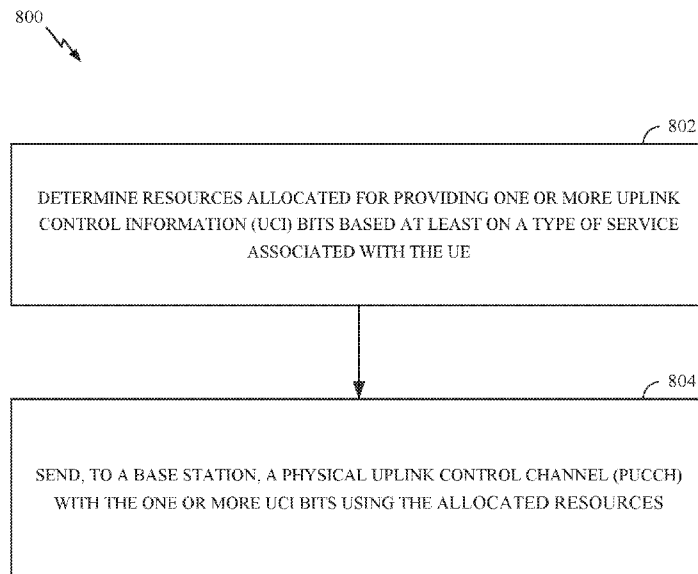 800
802
DETERMINE RESOURCES ALLOCATED FOR PROVIDING ONE OR MORE UPLINK
CONTROL INFORMATION (UCI) BITS BASED AT LEAST ON A TYPE OF SERVICE
ASSOCIATED WITH THE UE
804
SEND, TO A BASE STATION, A PHYSICAL UPLINK CONTROL CHANNEL (PUCCH)
WITH THE ONE OR MORE UCI BITS USING THE ALLOCATED RESOURCES